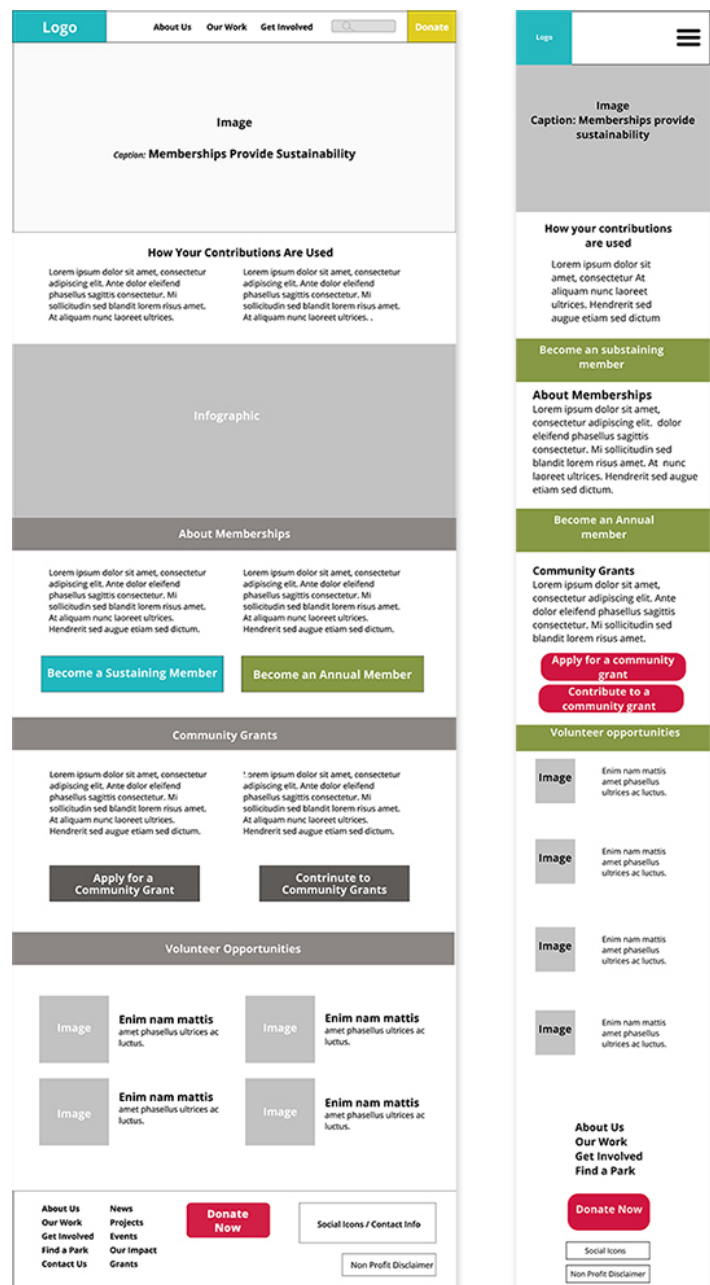 Logo
About Us
Our Work
Get Involved
Donate
Image
Caption: Memberships Provide Sustainability
How Your Contributions Are Used
Lorem ipsum dolor sit amet, consectetur
adipiscing elit. Ante dolor eleifend
phasellus sagittis consectetur. Mi
sollicitudin sed blandit lorem risus amet.
At aliquam nunc laoreet ultrices.
Lorem ipsum dolor sit amet, consectetur
adipiscing elit. Ante dolor eleifend
phasellus sagittis consectetur. Mi
sollicitudin sed blandit lorem risus amet.
At aliquam nunc laoreet ultrices. .
Infographic
About Memberships
Lorem ipsum dolor sit amet, consectetur
adipiscing elit. Ante dolor eleifend
phasellus sagittis consectetur. Mi
sollicitudin sed blandit lorem risus amet.
At aliquam nunc laoreet ultrices.
Hendrerit sed augue etiam sed dictum.
Lorem ipsum dolor sit amet, consectetur
adipiscing elit. Ante dolor eleifend
phasellus sagittis consectetur. Mi
sollicitudin sed blandit lorem risus amet.
At aliquam nunc laoreet ultrices.
Hendrerit sed augue etiam sed dictum.
Become a Sustaining Member
Become an Annual Member
Community Grants
Lorem ipsum dolor sit amet, consectetur
adipiscing elit. Ante dolor eleifend
phasellus sagittis consectetur. Mi
sollicitudin sed blandit lorem risus amet.
At aliquam nunc laoreet ultrices.
Hendrerit sed augue etiam sed dictum.
Lorem ipsum dolor sit amet, consectetur
adipiscing elit. Ante dolor eleifend
phasellus sagittis consectetur. Mi
sollicitudin sed blandit lorem risus amet.
At aliquam nunc laoreet ultrices.
Hendrerit sed augue etiam sed dictum.
Apply for a
Community Grant
Contrinute to
Community Grants
Volunteer Opportunities
Image
Enim nam mattis
amet phasellus ultrices ac
luctus.
Image
Enim nam mattis
amet phasellus ultrices ac
luctus.
Image
Enim nam mattis
amet phasellus ultrices ac
luctus.
Image
Enim nam mattis
amet phasellus ultrices ac
luctus.
About Us
Our Work
Get Involved
Find a Park
Contact Us
News
Projects
Events
Our Impact
Grants
Donate
Now
Social Icons / Contact Info
Non Profit Disclaimer
Logo
Image
Caption: Memberships provide
sustainability
How your contributions
are used
Lorem ipsum dolor sit
amet, consectetur At
aliquam nunc laoreet
ultrices. Hendrerit sed
augue etiam sed dictum
Become an substaining
member
About Memberships
Lorem ipsum dolor sit amet,
consectetur adipiscing elit. dolor
eleifend phasellus sagittis
consectetur. Mi sollicitudin sed
blandit lorem risus amet. At nunc
laoreet ultrices. Hendrerit sed augue
etiam sed dictum.
Become an Annual
member
Community Grants
Lorem ipsum dolor sit amet,
consectetur adipiscing elit. Ante
dolor eleifend phasellus sagittis
consectetur. Mi sollicitudin sed
blandit lorem risus amet.
Apply for a community
grant
Contribute to a
community grant
Volunteer opportunities
Image
Enim nam mattis
amet phasellus
ultrices ac luctus.
Image
Enim nam mattis
amet phasellus
ultrices ac luctus.
Image
Enim nam mattis
amet phasellus
ultrices ac luctus.
Image
Enim nam mattis
amet phasellus
ultrices ac luctus.
About Us
Our Work
Get Involved
Find a Park
Donate Now
Social Icons
Non Profit Disclaimer